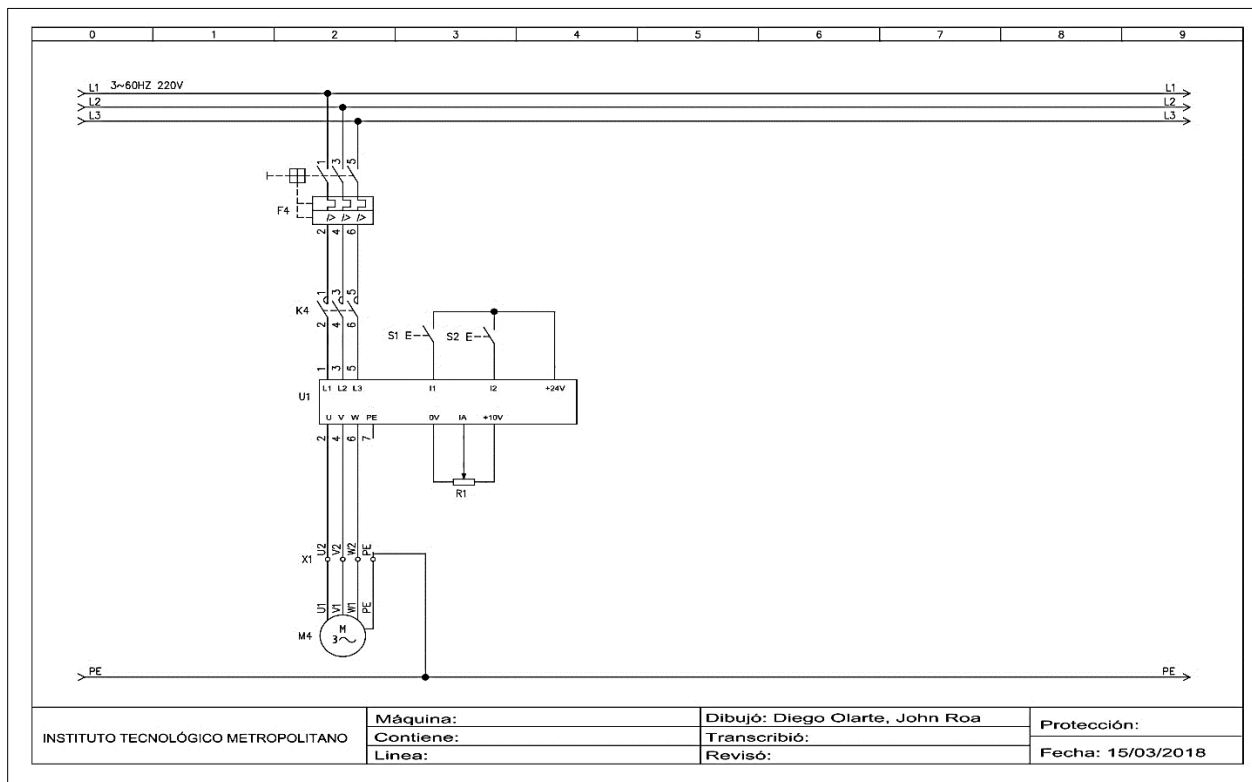 0 1 2 3 4 5 6 7 8 9
L1 3~60HZ 220V L1
L2 L2
L3 L3
1 3 5
F4
I> I> I>
2 4 6
1 3 5
K4
2 4 6
S1 E S2 E
1 3 5
L1 L2 L3 I1 I2 +24V
U1
U V W PE 0V IA +10V
2 4 6 7
R1
U2 V2 W2 PE
X1
U1 V1 W1 PE
M4
M
3~
PE PE
INSTITUTO TECNOLÓGICO METROPOLITANO
Máquina:
Contiene:
Linea:
Dibujó: Diego Olarte, John Roa
Transcribió:
Revisó:
Protección:
Fecha: 15/03/2018